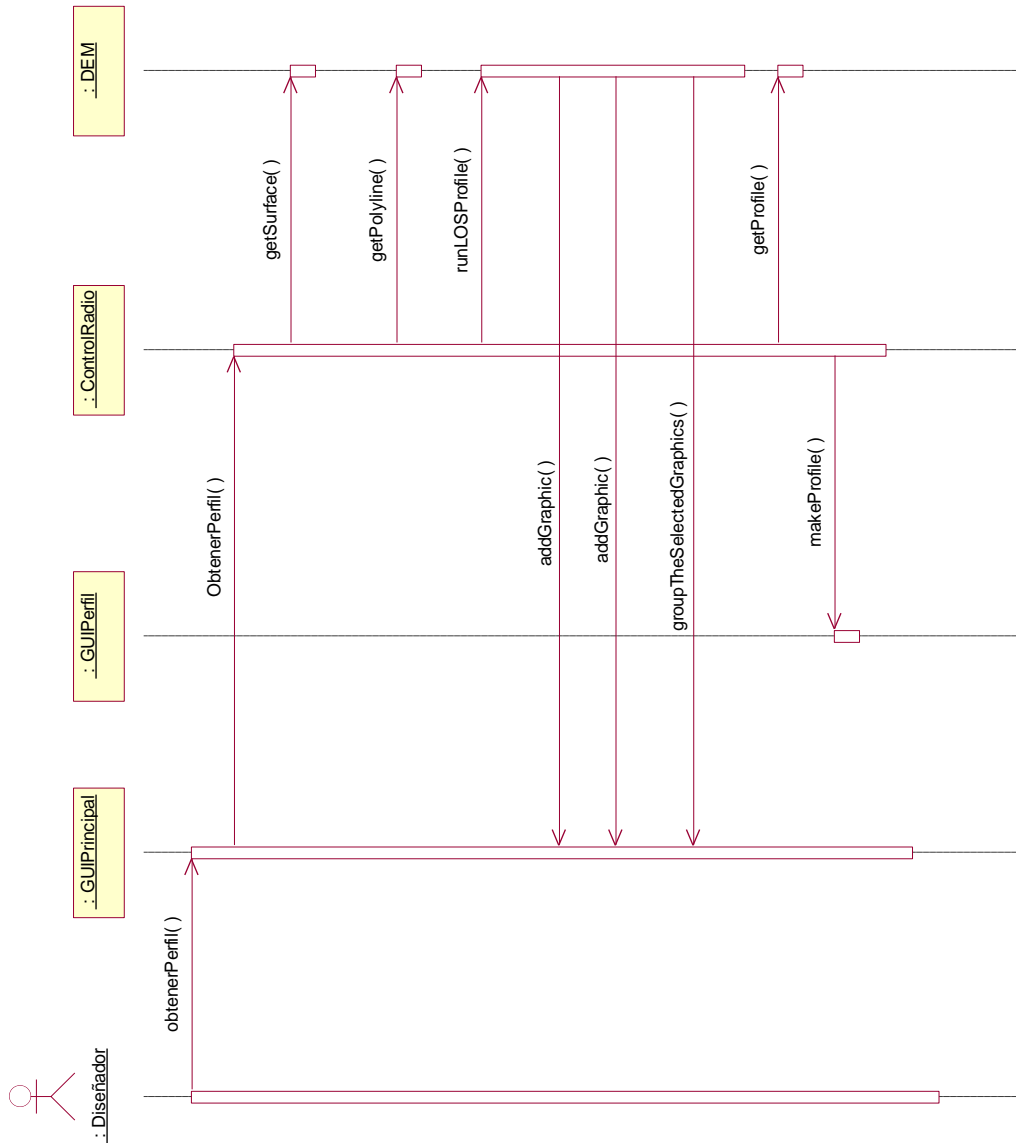 : Diseñador
: GUIPrincipal
: GUIPerfil
: ControlRadio
: DEM
obtenerPerfil( )
ObtenerPerfil( )
getSurface( )
getPolyline( )
runLOSProfile( )
addGraphic( )
addGraphic( )
groupTheSelectedGraphics( )
getProfile( )
makeProfile( )